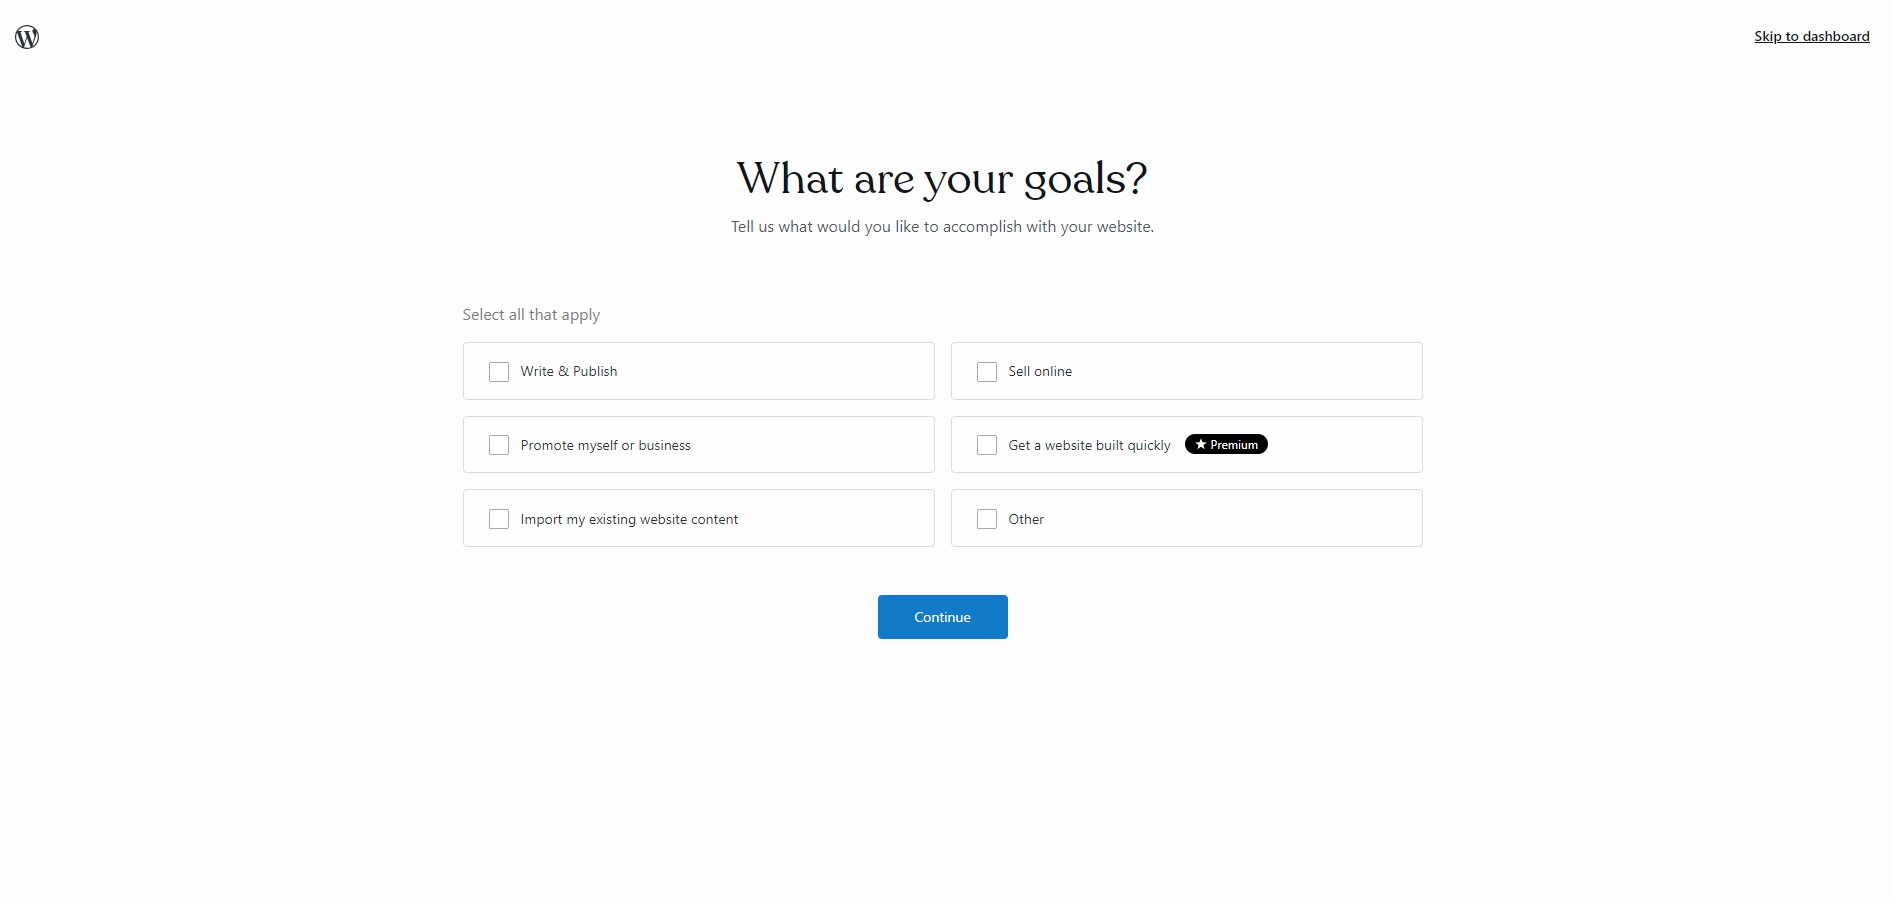 Skip to dashboard
What are your goals?
Tell us what would you like to accomplish with your website.
Select all that apply
Write & Publish
Sell online
Promote myself or business
Get a website built quickly
Premium
Import my existing website content
Other
Continue